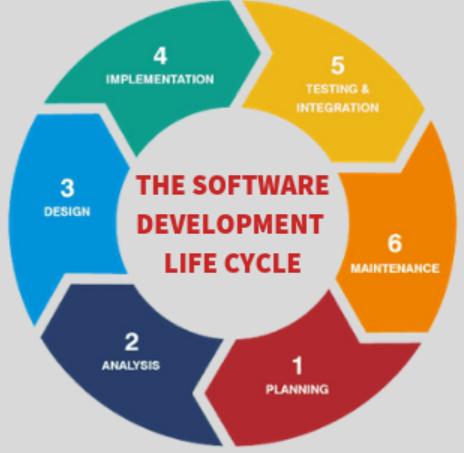 THE SOFTWARE
DEVELOPMENT
LIFE CYCLE
1
PLANNING
2
ANALYSIS
3
DESIGN
4
IMPLEMENTATION
5
TESTING &
INTEGRATION
6
MAINTENANCE